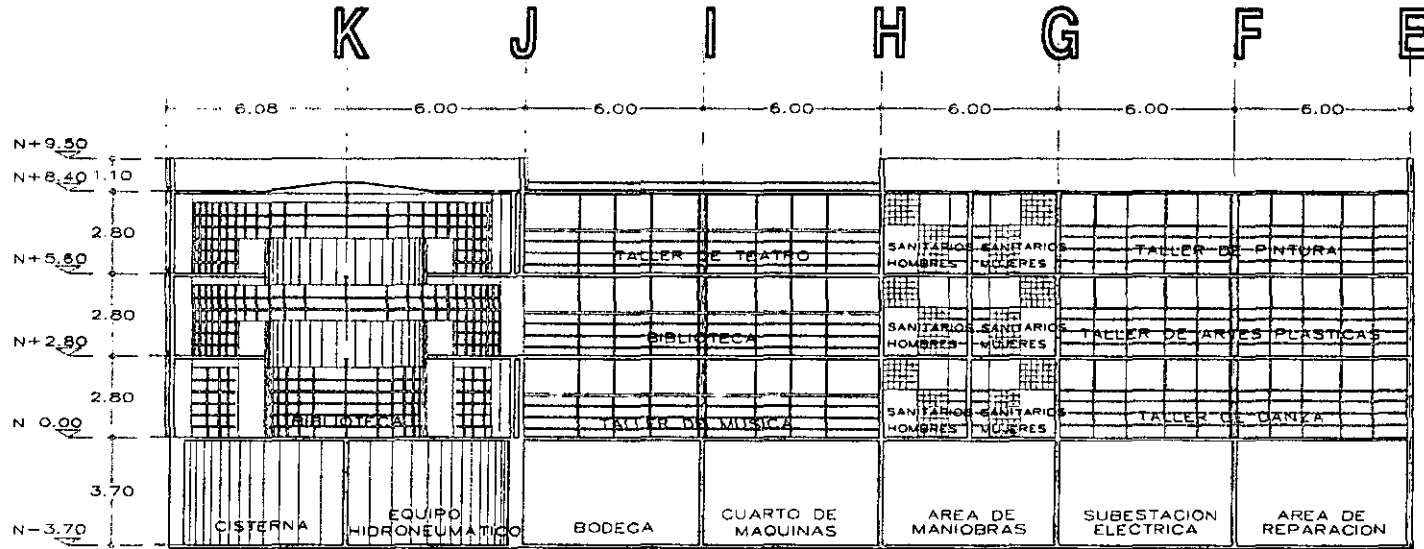 K J I H G F E
6.08 6.00 6.00 6.00 6.00 6.00 6.00
N+9.50
1.10
N+8.40
2.80
N+5.60
2.80
N+2.80
2.80
N 0.00
3.70
N-3.70
TALLER DE TEATRO
SANITARIOS HOMBRES
SANITARIOS MUJERES
TALLER DE PINTURA
BIBLIOTECA
SANITARIOS HOMBRES
SANITARIOS MUJERES
TALLER DE ARTES PLASTICAS
BIBLIOTECA
TALLER DE MUSICA
SANITARIOS HOMBRES
SANITARIOS MUJERES
TALLER DE DANZA
CISTERNA
EQUIPO
HIDRONEUMATICO
BODEGA
CUARTO DE
MAQUINAS
AREA DE
MANIOBRAS
SUBESTACION
ELECTRICA
AREA DE
REPARACION